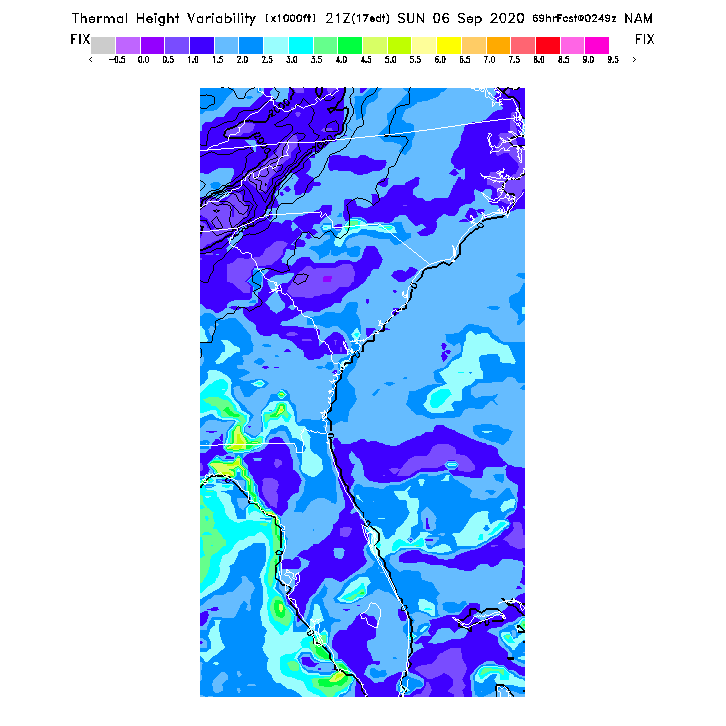 Thermal Height Variability [x1000ft] 21Z(17edt) SUN 06 Sep 2020 69hrFcst@0249z NAM
FIX FIX
< -0.5 0.0 0.5 1.0 1.5 2.0 2.5 3.0 3.5 4.0 4.5 5.0 5.5 6.0 6.5 7.0 7.5 8.0 8.5 9.0 9.5 >